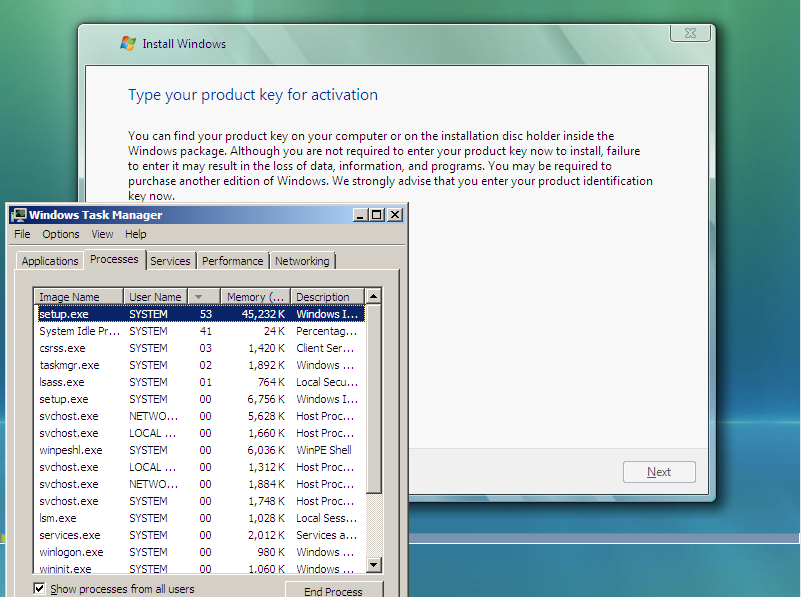 Install Windows
Type your product key for activation
You can find your product key on your computer or on the installation disc holder inside the
Windows package. Although you are not required to enter your product key now to install, failure
to enter it may result in the loss of data, information, and programs. You may be required to
purchase another edition of Windows. We strongly advise that you enter your product identification
key now.
Next
Windows Task Manager
File Options View Help
Applications Processes Services Performance Networking
Image Name User Name Memory (... Description
setup.exe SYSTEM 53 45,232 K Windows I...
System Idle Pr... SYSTEM 41 24 K Percentag...
csrss.exe SYSTEM 03 1,420 K Client Ser...
taskmgr.exe SYSTEM 02 1,892 K Windows ...
lsass.exe SYSTEM 01 764 K Local Secu...
setup.exe SYSTEM 00 6,756 K Windows I...
svchost.exe NETWO... 00 5,628 K Host Proc...
svchost.exe LOCAL ... 00 1,660 K Host Proc...
winpeshl.exe SYSTEM 00 6,036 K WinPE Shell
svchost.exe LOCAL ... 00 1,312 K Host Proc...
svchost.exe NETWO... 00 1,884 K Host Proc...
svchost.exe SYSTEM 00 1,748 K Host Proc...
lsm.exe SYSTEM 00 1,028 K Local Sess...
services.exe SYSTEM 00 2,012 K Services a...
winlogon.exe SYSTEM 00 980 K Windows ...
wininit.exe SYSTEM 00 1,060 K Windows ...
Show processes from all users
End Process